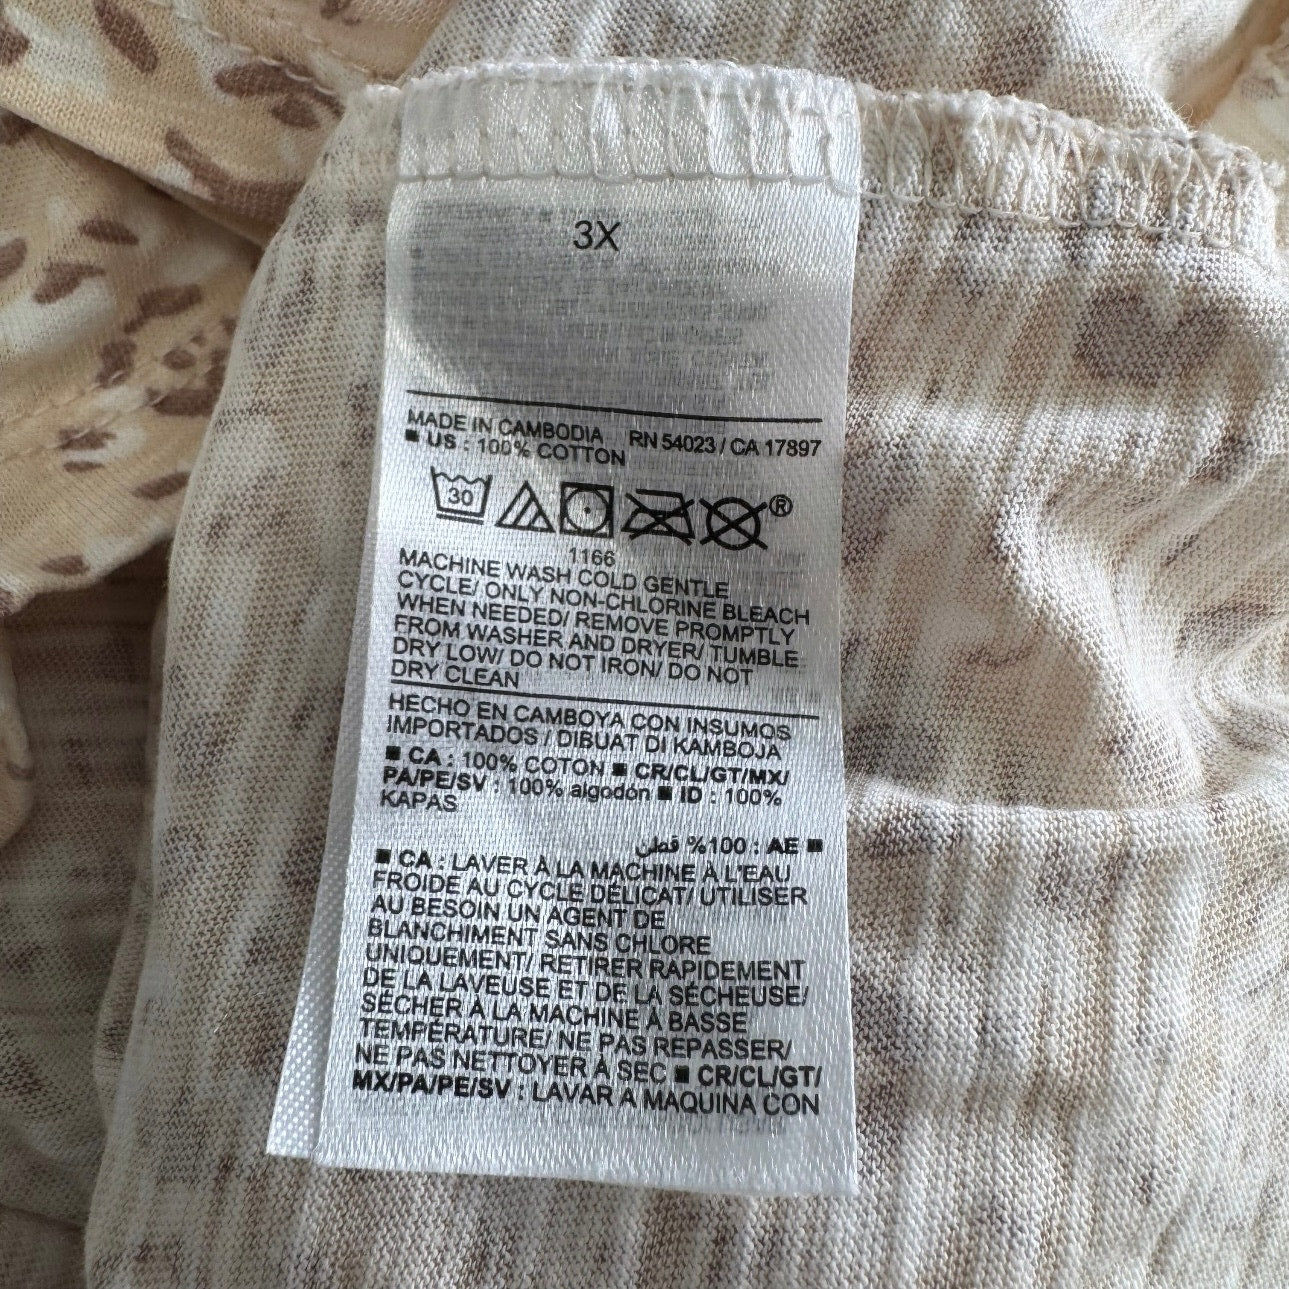 3X
MADE IN CAMBODIA RN 54023 / CA 17897
■ US : 100% COTTON
30
®
1166
MACHINE WASH COLD GENTLE
CYCLE/ ONLY NON-CHLORINE BLEACH
WHEN NEEDED/ REMOVE PROMPTLY
FROM WASHER AND DRYER/ TUMBLE
DRY LOW/ DO NOT IRON/ DO NOT
DRY CLEAN
HECHO EN CAMBOYA CON INSUMOS
IMPORTADOS / DIBUAT DI KAMBOJA
■ CA : 100% COTON ■ CR/CL/GT/MX/
PA/PE/SV : 100% algodón ■ ID : 100%
KAPAS
■ AE : 100% قطن
■ CA : LAVER À LA MACHINE À L'EAU
FROIDE AU CYCLE DÉLICAT/ UTILISER
AU BESOIN UN AGENT DE
BLANCHIMENT SANS CHLORE
UNIQUEMENT/ RETIRER RAPIDEMENT
DE LA LAVEUSE ET DE LA SÉCHEUSE/
SÉCHER À LA MACHINE À BASSE
TEMPÉRATURE/ NE PAS REPASSER/
NE PAS NETTOYER À SEC ■ CR/CL/GT/
MX/PA/PE/SV : LAVAR A MAQUINA CON